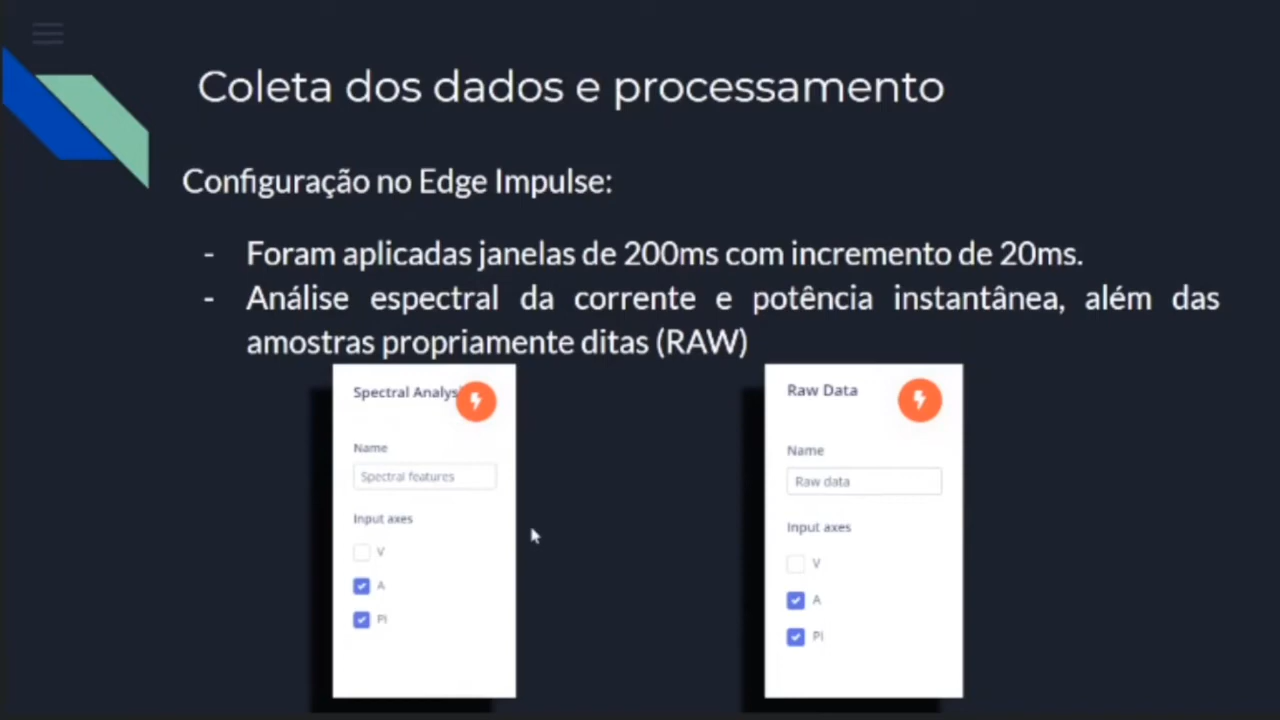 Coleta dos dados e processamento
Configuração no Edge Impulse:
- Foram aplicadas janelas de 200ms com incremento de 20ms.
- Análise espectral da corrente e potência instantânea, além das
amostras propriamente ditas (RAW)
Spectral Analys
Name
Spectral features
Input axes
V
A
PI
Raw Data
Name
Raw data
Input axes
V
A
PI